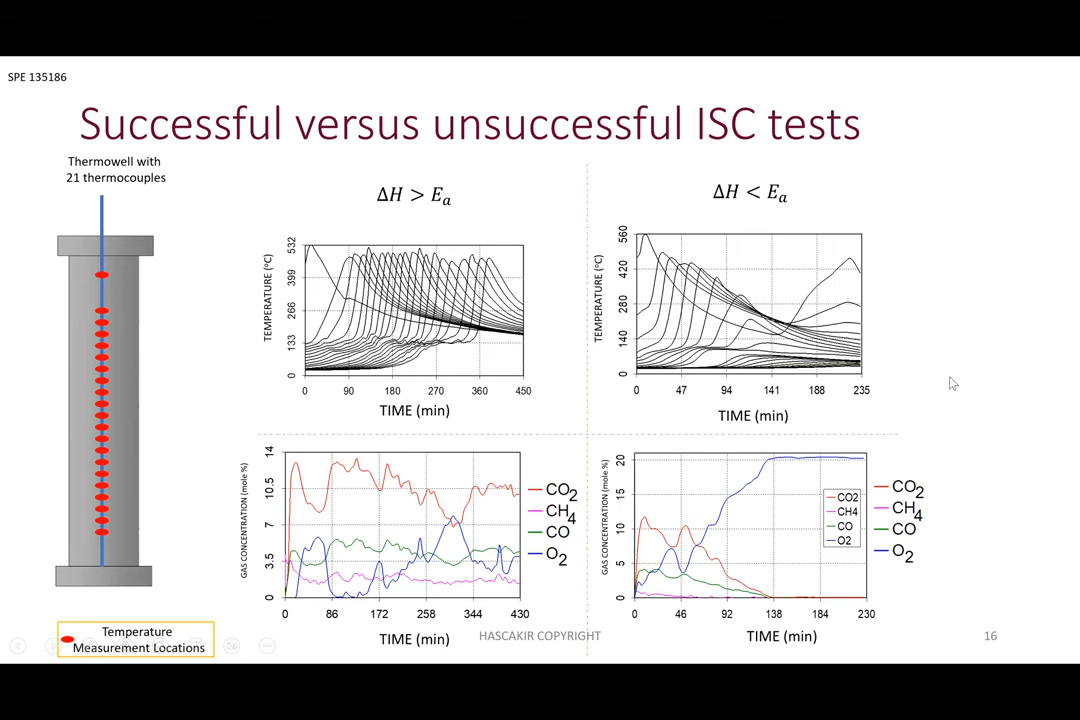 SPE 135186
Successful versus unsuccessful ISC tests
Thermowell with
21 thermocouples
ΔH > Eₐ
ΔH < Eₐ
TEMPERATURE (°C)
532
399
266
133
0
0 90 180 270 360 450
TIME (min)
TEMPERATURE (°C)
560
420
280
140
0
0 47 94 141 188 235
TIME (min)
GAS CONCENTRATION (mole %)
14
10.5
7
3.5
0
0 86 172 258 344 430
TIME (min)
CO2
CH4
CO
O2
GAS CONCENTRATION (mole %)
20
15
10
5
0
0 46 92 138 184 230
TIME (min)
CO2
CH4
CO
O2
CO2
CH4
CO
O2
Temperature
Measurement Locations
HASCAKIR COPYRIGHT
16